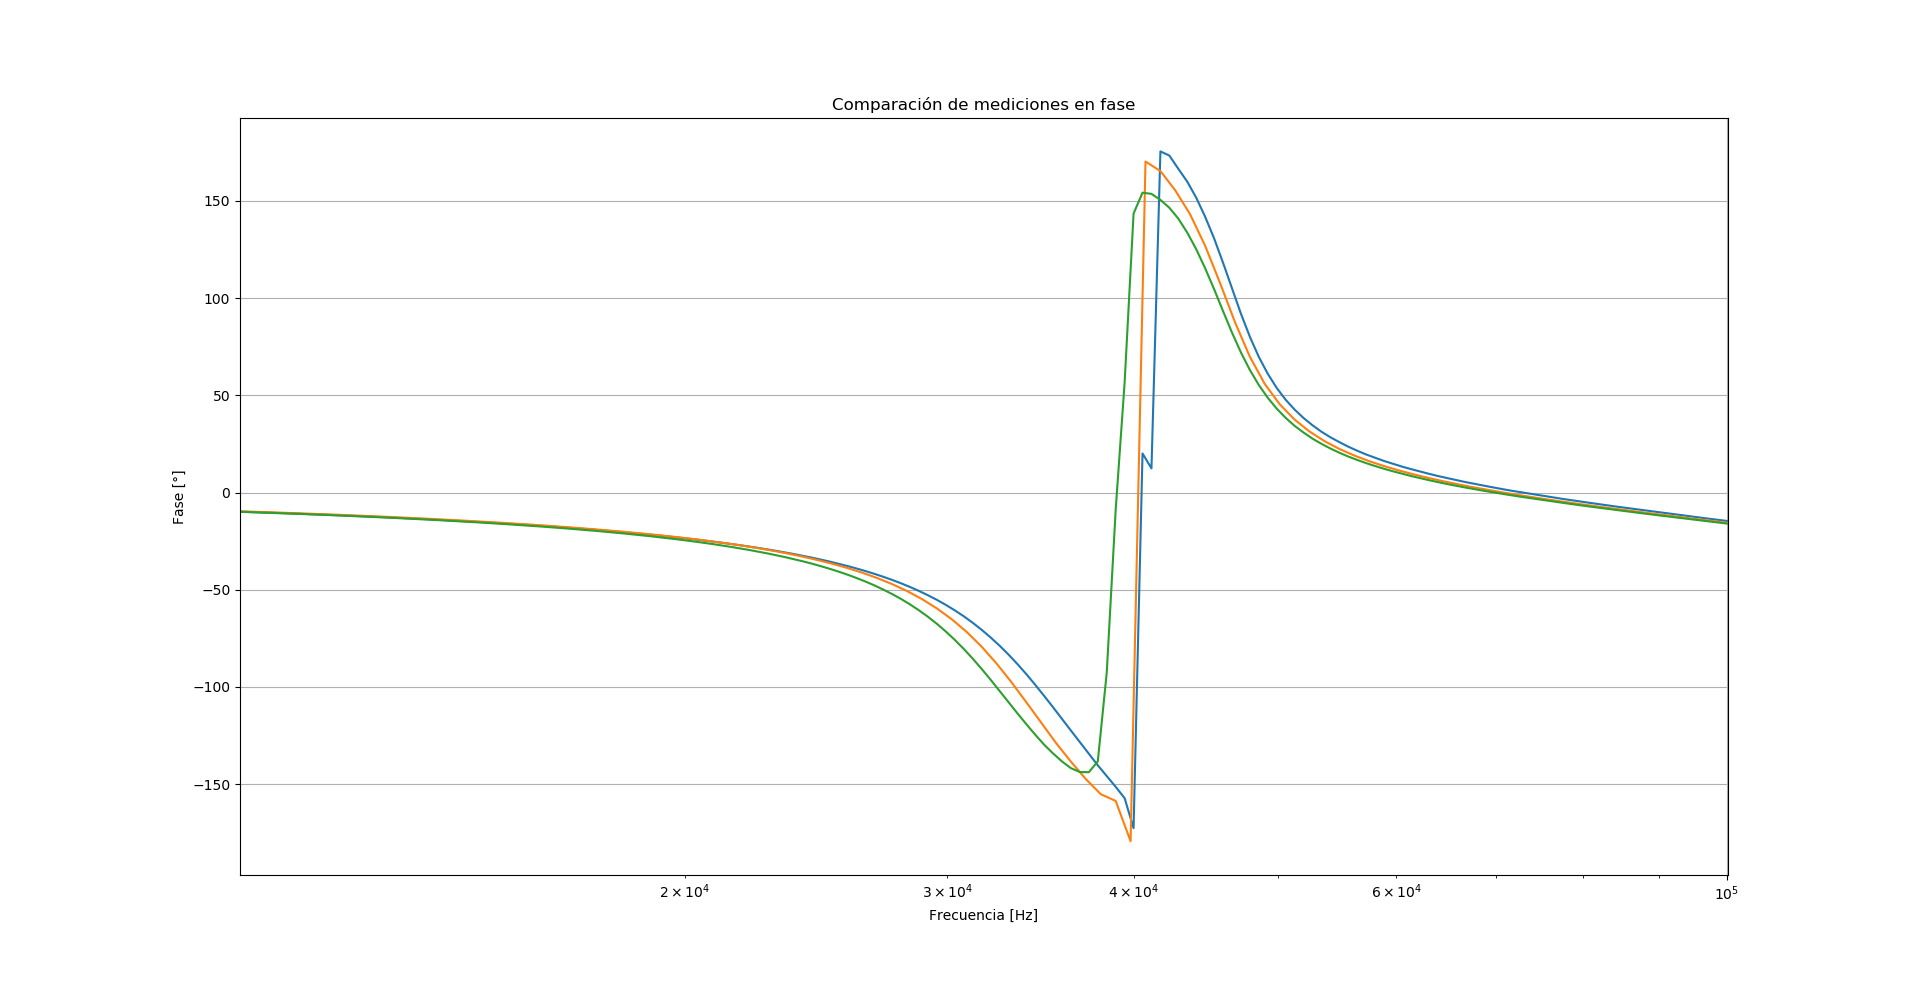 Comparación de mediciones en fase
150
100
50
0
−50
−100
−150
Fase [°]
2 × 10⁴
3 × 10⁴
4 × 10⁴
6 × 10⁴
10⁵
Frecuencia [Hz]